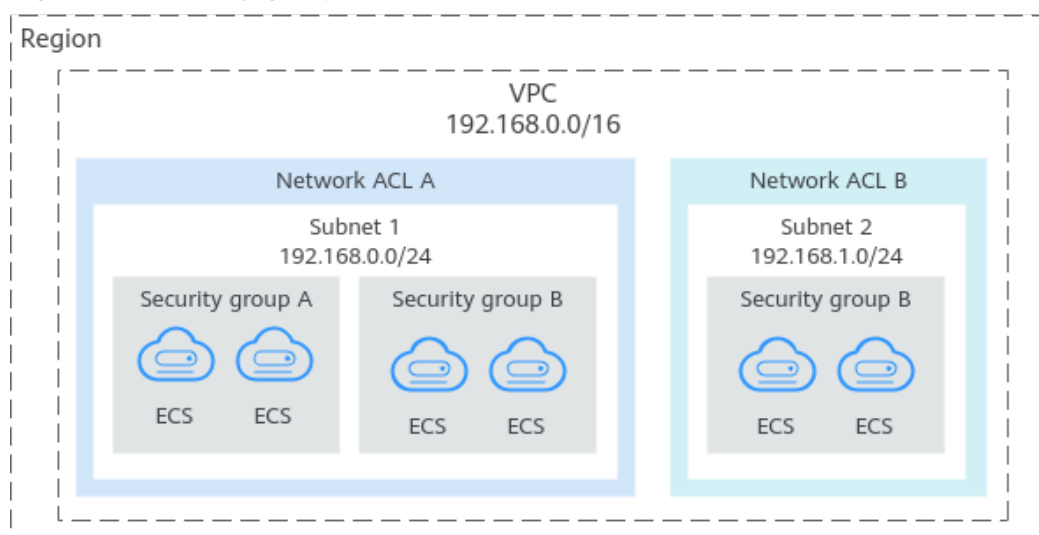 Region
VPC
192.168.0.0/16
Network ACL A
Subnet 1
192.168.0.0/24
Security group A
ECS
ECS
Security group B
ECS
ECS
Network ACL B
Subnet 2
192.168.1.0/24
Security group B
ECS
ECS